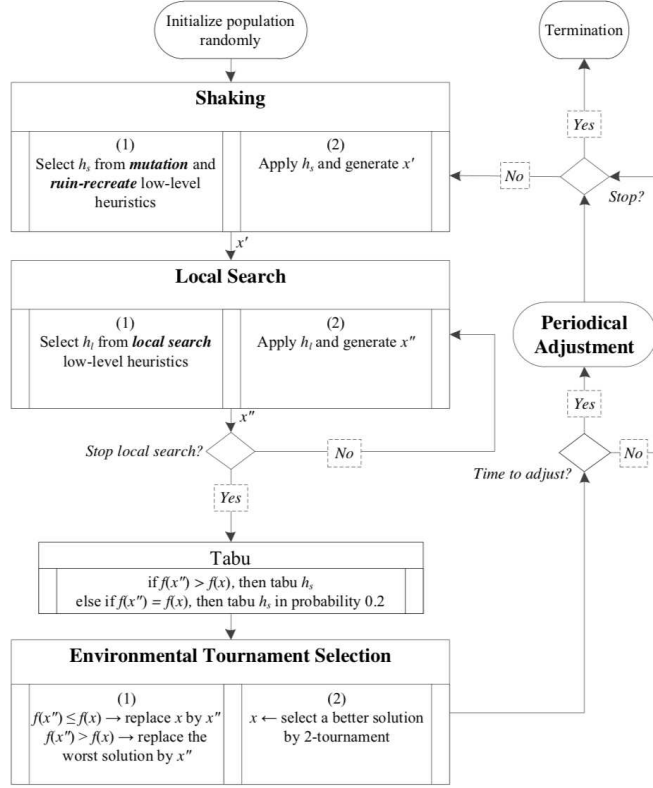 Initialize population
randomly
Termination
Shaking
(1)
Select hₛ from mutation and
ruin-recreate low-level
heuristics
(2)
Apply hₛ and generate x′
Yes
No
Stop?
x′
Local Search
(1)
Select hₗ from local search
low-level heuristics
(2)
Apply hₗ and generate x″
Periodical
Adjustment
x″
Stop local search?
No
Yes
Yes
Time to adjust?
No
Tabu
if f(x″) > f(x), then tabu hₛ
else if f(x″) = f(x), then tabu hₛ in probability 0.2
Environmental Tournament Selection
(1)
f(x″) ≤ f(x) → replace x by x″
f(x″) > f(x) → replace the
worst solution by x″
(2)
x ← select a better solution
by 2-tournament